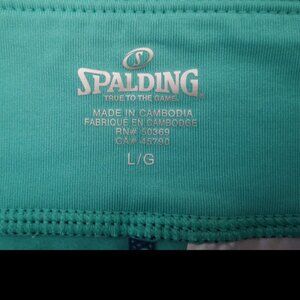 S
SPALDING
TRUE TO THE GAME.
MADE IN CAMBODIA
FABRIQUE EN CAMBODGE
RN# 50369
CA# 45790
L/G